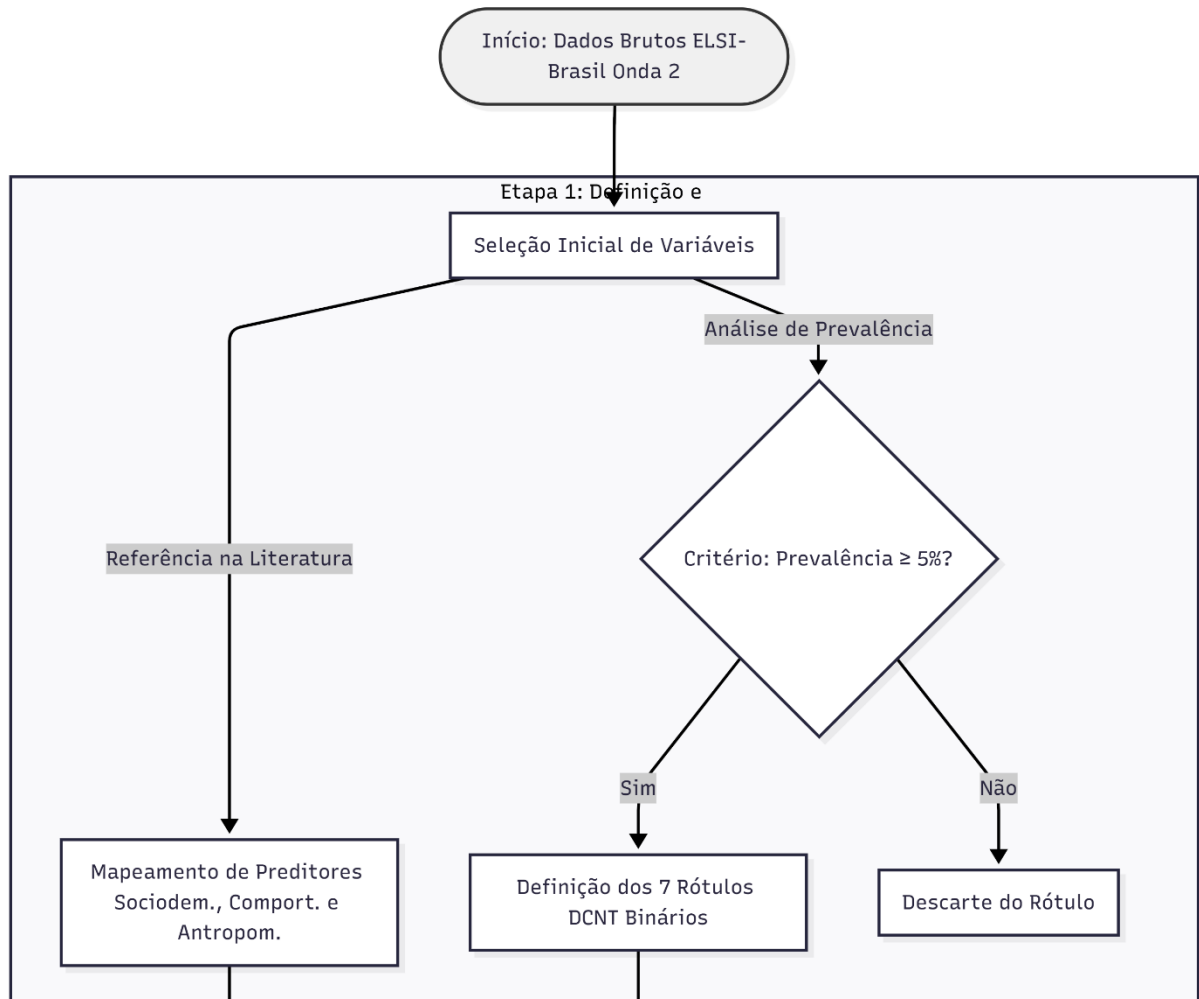 Início: Dados Brutos ELSI-
Brasil Onda 2
Etapa 1: Definição e
Seleção Inicial de Variáveis
Análise de Prevalência
Referência na Literatura
Critério: Prevalência ≥ 5%?
Sim
Não
Mapeamento de Preditores
Sociodem., Comport. e
Antropom.
Definição dos 7 Rótulos
DCNT Binários
Descarte do Rótulo